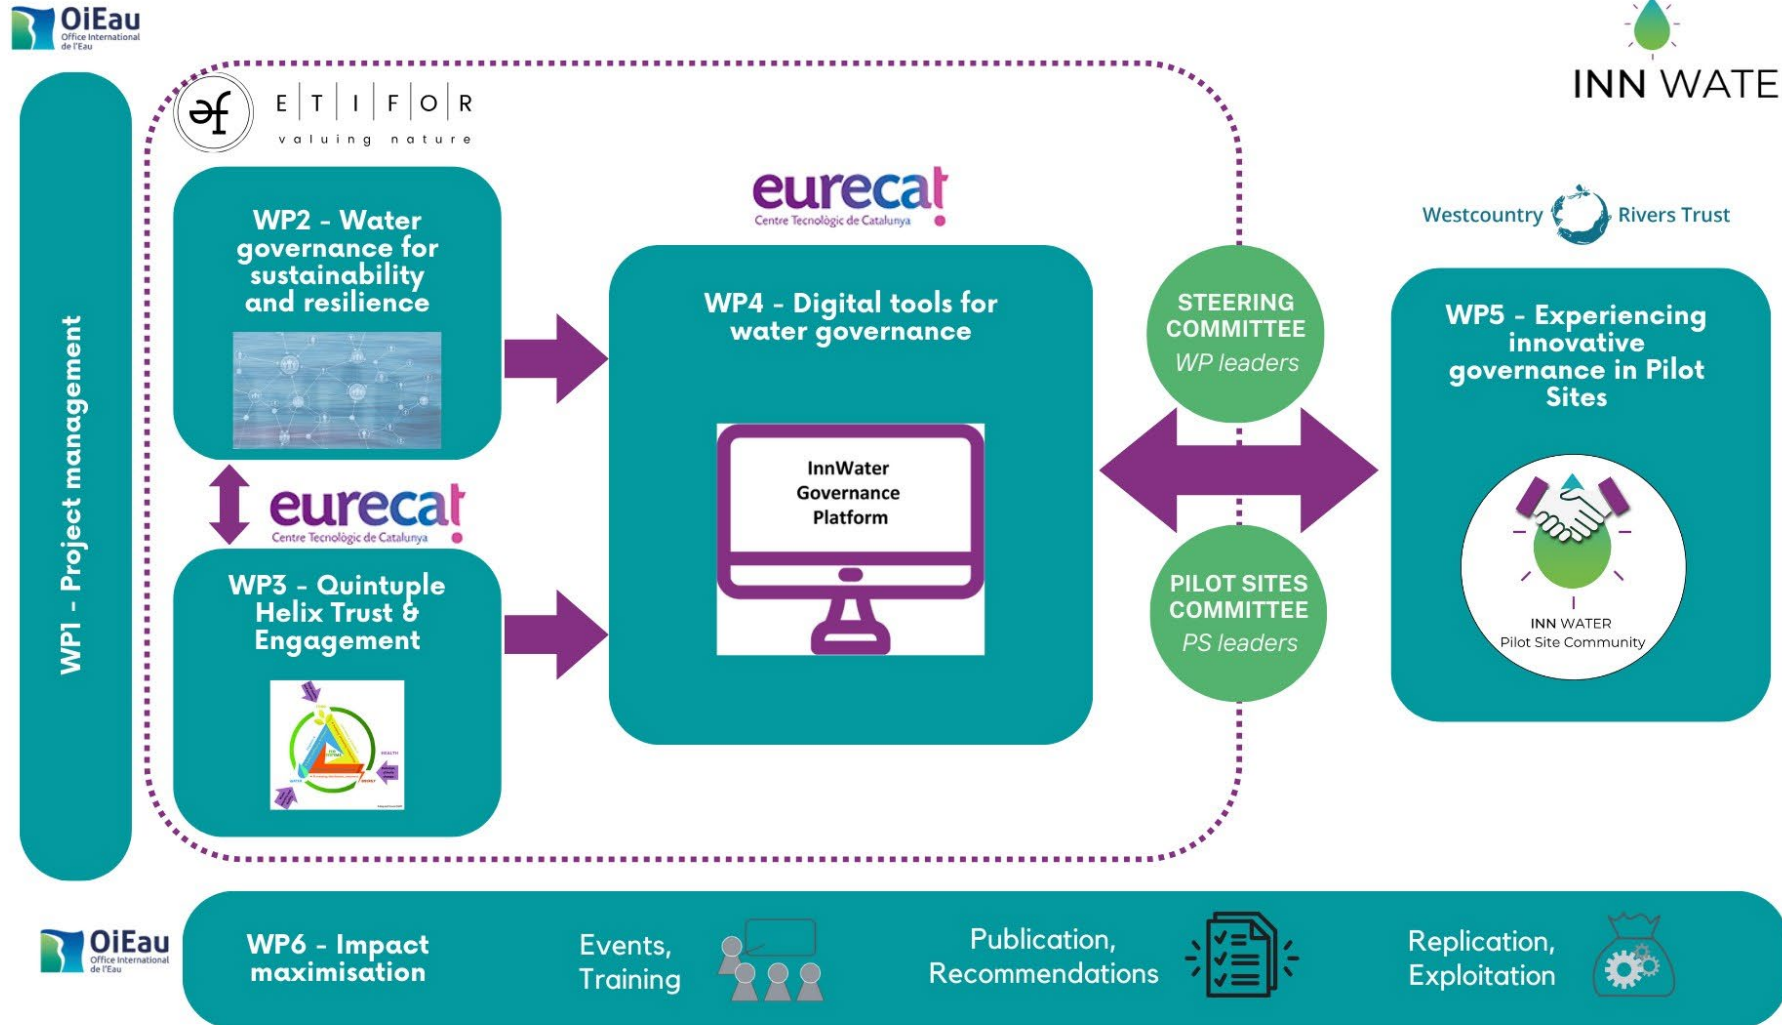 OiEau
Office International
de l'Eau
INN WATE
ETIFOR
valuing nature
WP1 - Project management
WP2 - Water
governance for
sustainability
and resilience
eurecat
Centre Tecnològic de Catalunya
WP3 - Quintuple
Helix Trust &
Engagement
HEALTH
eurecat
Centre Tecnològic de Catalunya
WP4 - Digital tools for
water governance
InnWater
Governance
Platform
STEERING
COMMITTEE
WP leaders
PILOT SITES
COMMITTEE
PS leaders
Westcountry Rivers Trust
WP5 - Experiencing
innovative
governance in Pilot
Sites
INN WATER
Pilot Site Community
OiEau
Office International
de l'Eau
WP6 - Impact
maximisation
Events,
Training
Publication,
Recommendations
Replication,
Exploitation